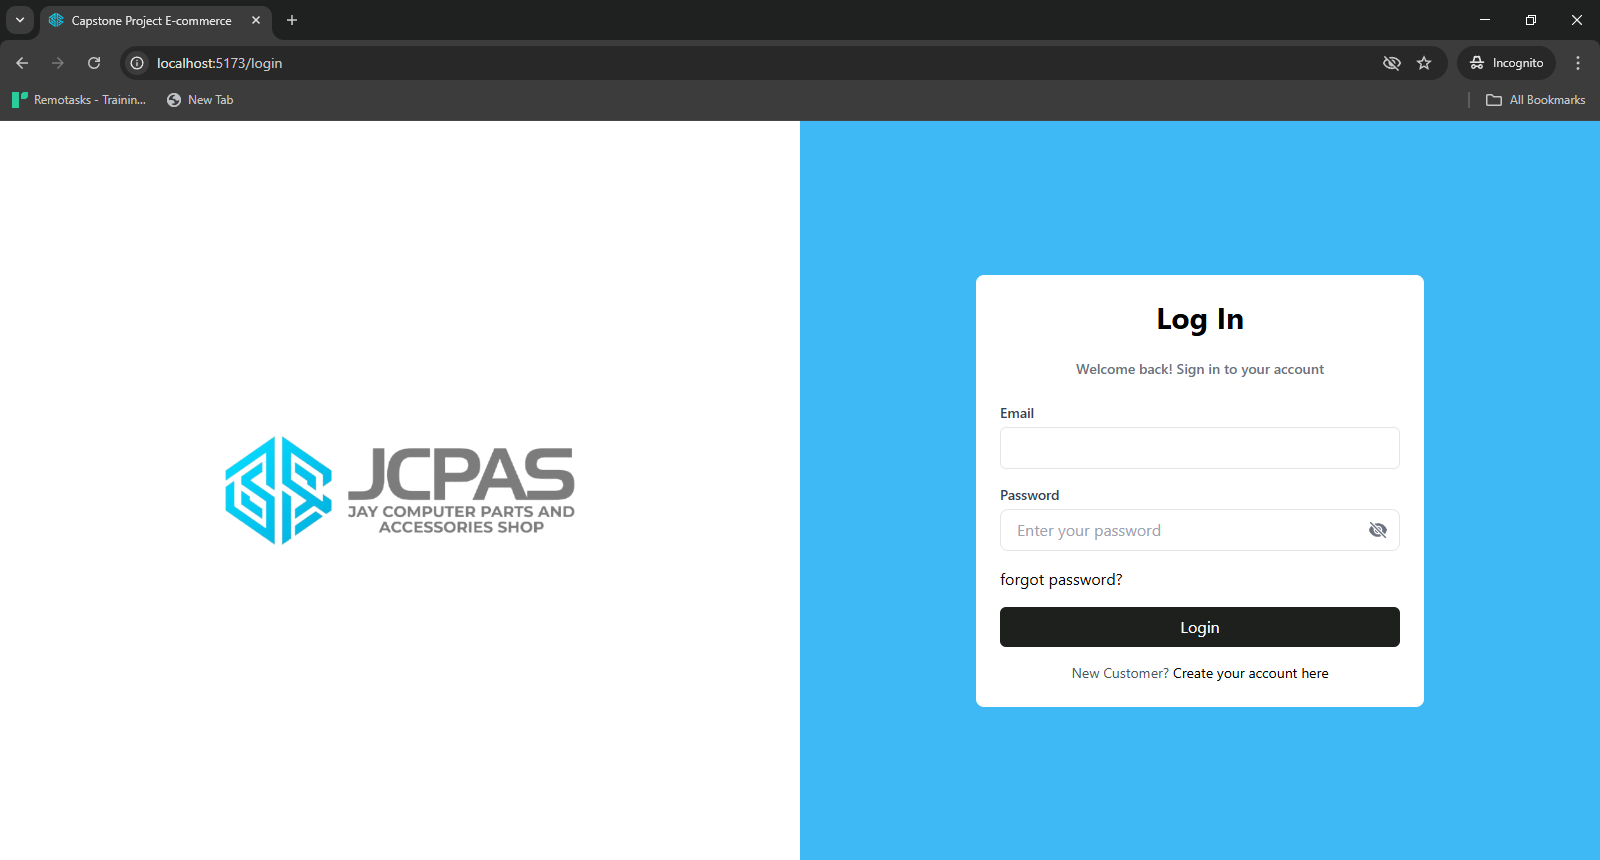 Capstone Project E-commerce
localhost:5173/login
Incognito
Remotasks - Trainin...
New Tab
All Bookmarks
JCPAS
JAY COMPUTER PARTS AND
ACCESSORIES SHOP
Log In
Welcome back! Sign in to your account
Email
Password
Enter your password
forgot password?
Login
New Customer? Create your account here